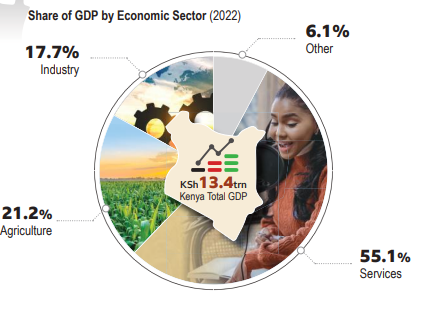 Share of GDP by Economic Sector (2022)
6.1%
Other
17.7%
Industry
KSh13.4trn
Kenya Total GDP
21.2%
Agriculture
55.1%
Services